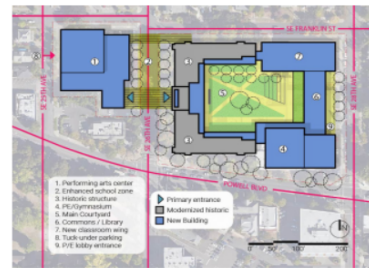 SE FRANKLIN ST
8
1
2
3
7
SE 25TH AVE
SE 26TH AVE
5
6
9
4
3
POWELL BLVD
1. Performing arts center
2. Enhanced school zone
3. Historic structure
4. PE/Gymnasium
5. Main Courtyard
6. Commons / Library
7. New classroom wing
8. Tuck-under parking
9. P/E lobby entrance
Primary entrance
Modernized historic
New Building
N
0
50'
100'
200'